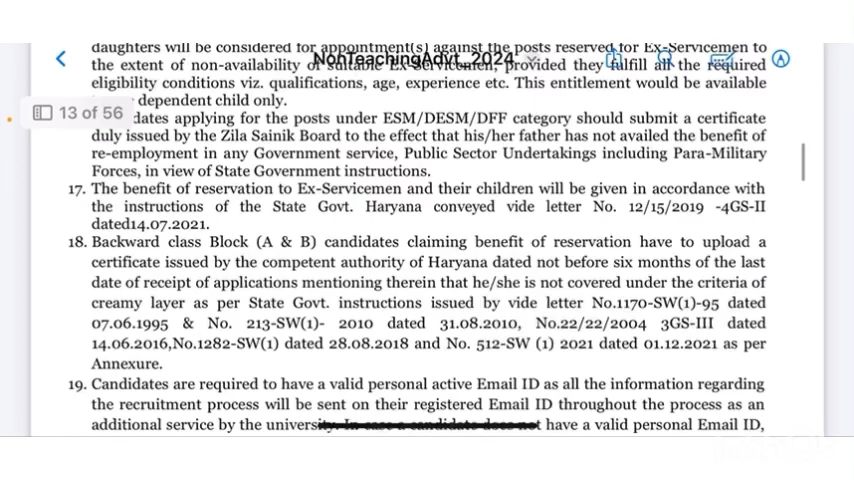 daughters will be considered for appointment(s) against the posts reserved for Ex-Servicemen to
NonTeachingAdvt_2024
the extent of non-availability of suitable Ex-Servicemen, provided they fulfill all the required
eligibility conditions viz. qualifications, age, experience etc. This entitlement would be available
dependent child only.
13 of 56
dates applying for the posts under ESM/DESM/DFF category should submit a certificate
duly issued by the Zila Sainik Board to the effect that his/her father has not availed the benefit of
re-employment in any Government service, Public Sector Undertakings including Para-Military
Forces, in view of State Government instructions.
17. The benefit of reservation to Ex-Servicemen and their children will be given in accordance with
the instructions of the State Govt. Haryana conveyed vide letter No. 12/15/2019 -4GS-II
dated14.07.2021.
18. Backward class Block (A & B) candidates claiming benefit of reservation have to upload a
certificate issued by the competent authority of Haryana dated not before six months of the last
date of receipt of applications mentioning therein that he/she is not covered under the criteria of
creamy layer as per State Govt. instructions issued by vide letter No.1170-SW(1)-95 dated
07.06.1995 & No. 213-SW(1)- 2010 dated 31.08.2010, No.22/22/2004 3GS-III dated
14.06.2016,No.1282-SW(1) dated 28.08.2018 and No. 512-SW (1) 2021 dated 01.12.2021 as per
Annexure.
19. Candidates are required to have a valid personal active Email ID as all the information regarding
the recruitment process will be sent on their registered Email ID throughout the process as an
additional service by the university. In case a candidate does not have a valid personal Email ID,